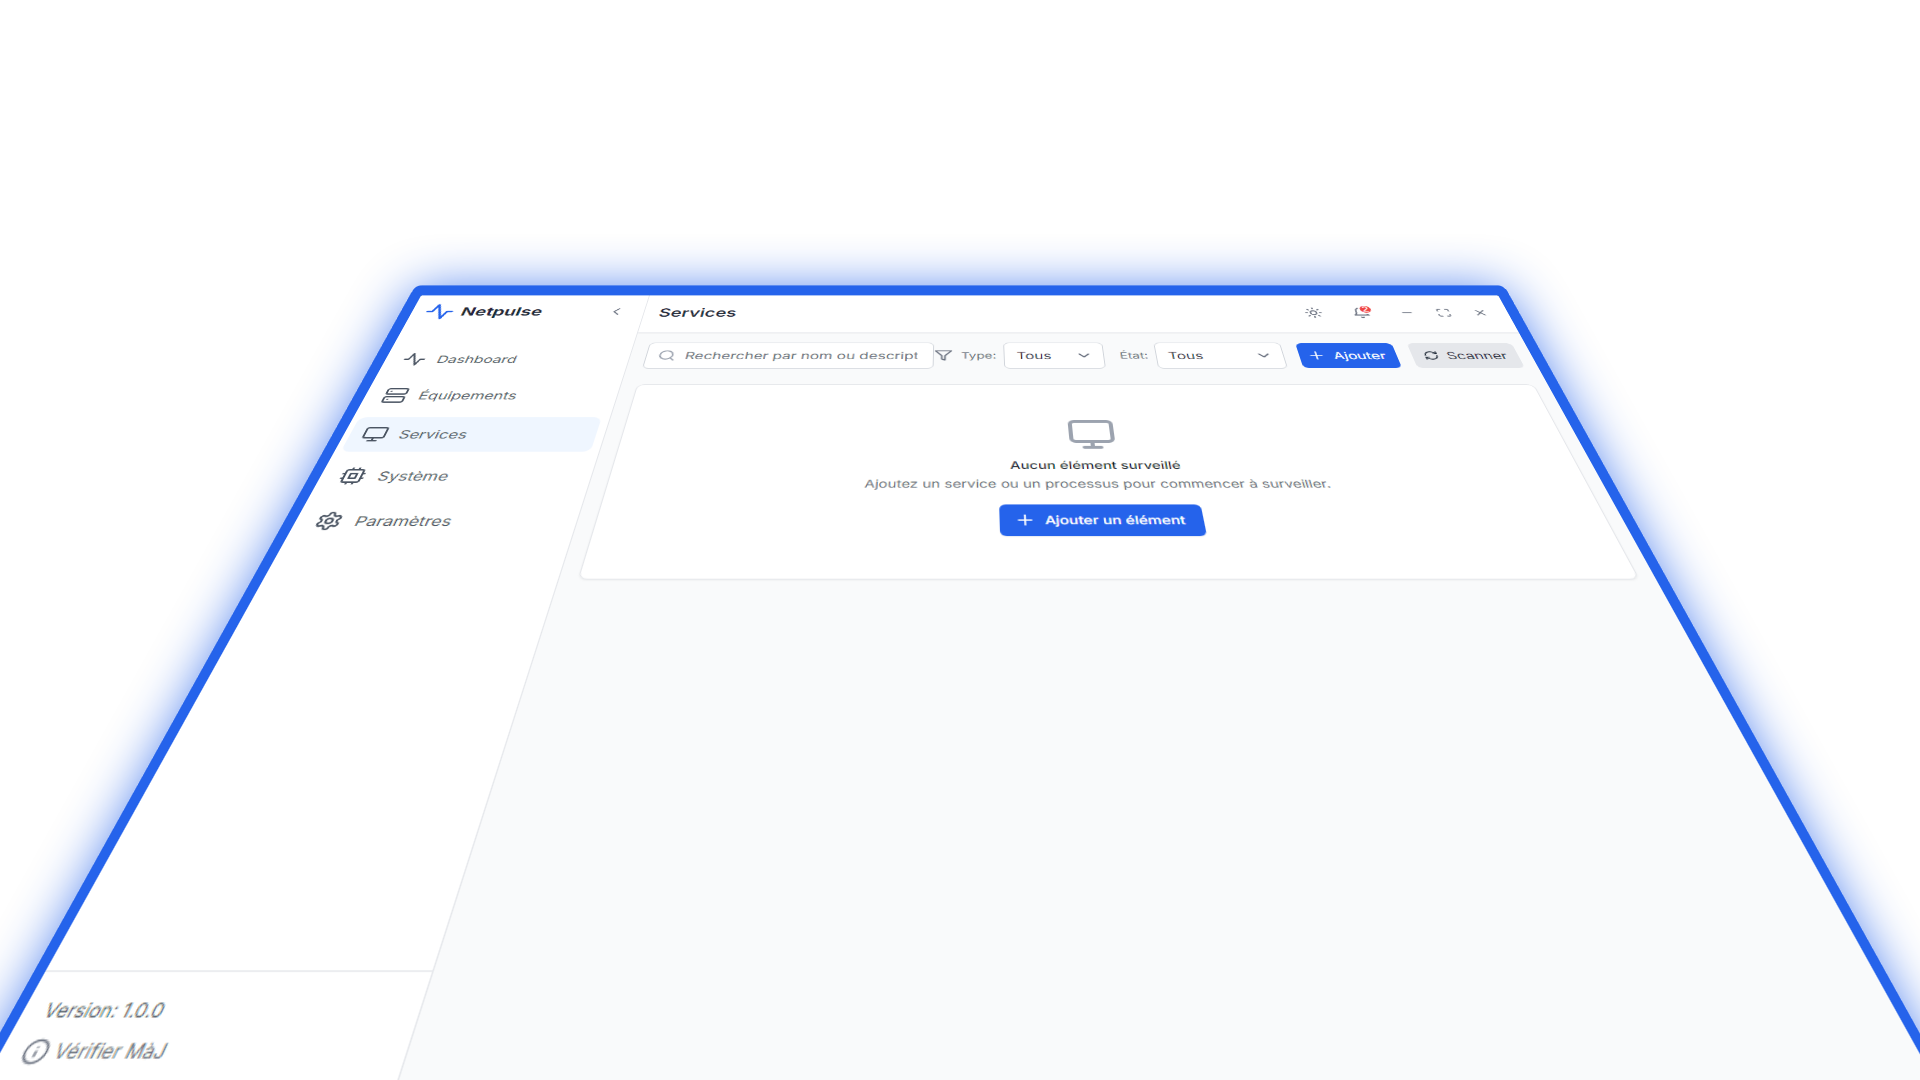 Netpulse
Services
2
Dashboard
Équipements
Services
Système
Paramètres
Rechercher par nom ou descript
Type: Tous
État: Tous
Ajouter
Scanner
Aucun élément surveillé
Ajoutez un service ou un processus pour commencer à surveiller.
Ajouter un élément
Version: 1.0.0
Vérifier MàJ